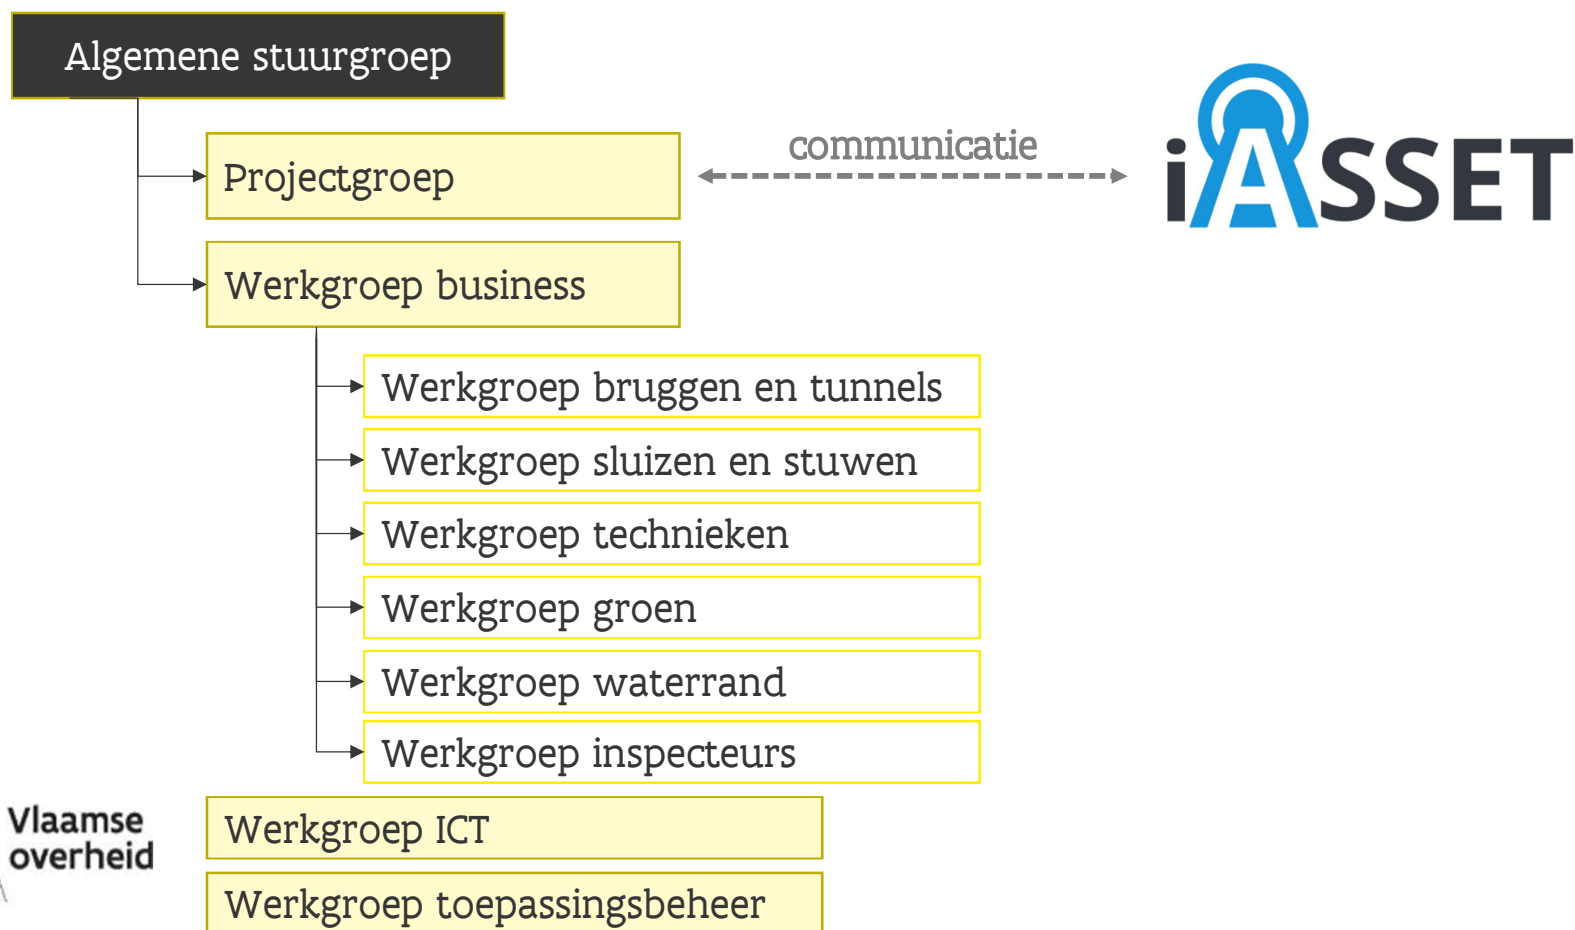 Algemene stuurgroep
Projectgroep
communicatie
iASSET
Werkgroep business
Werkgroep bruggen en tunnels
Werkgroep sluizen en stuwen
Werkgroep technieken
Werkgroep groen
Werkgroep waterrand
Werkgroep inspecteurs
Vlaamse
overheid
Werkgroep ICT
Werkgroep toepassingsbeheer